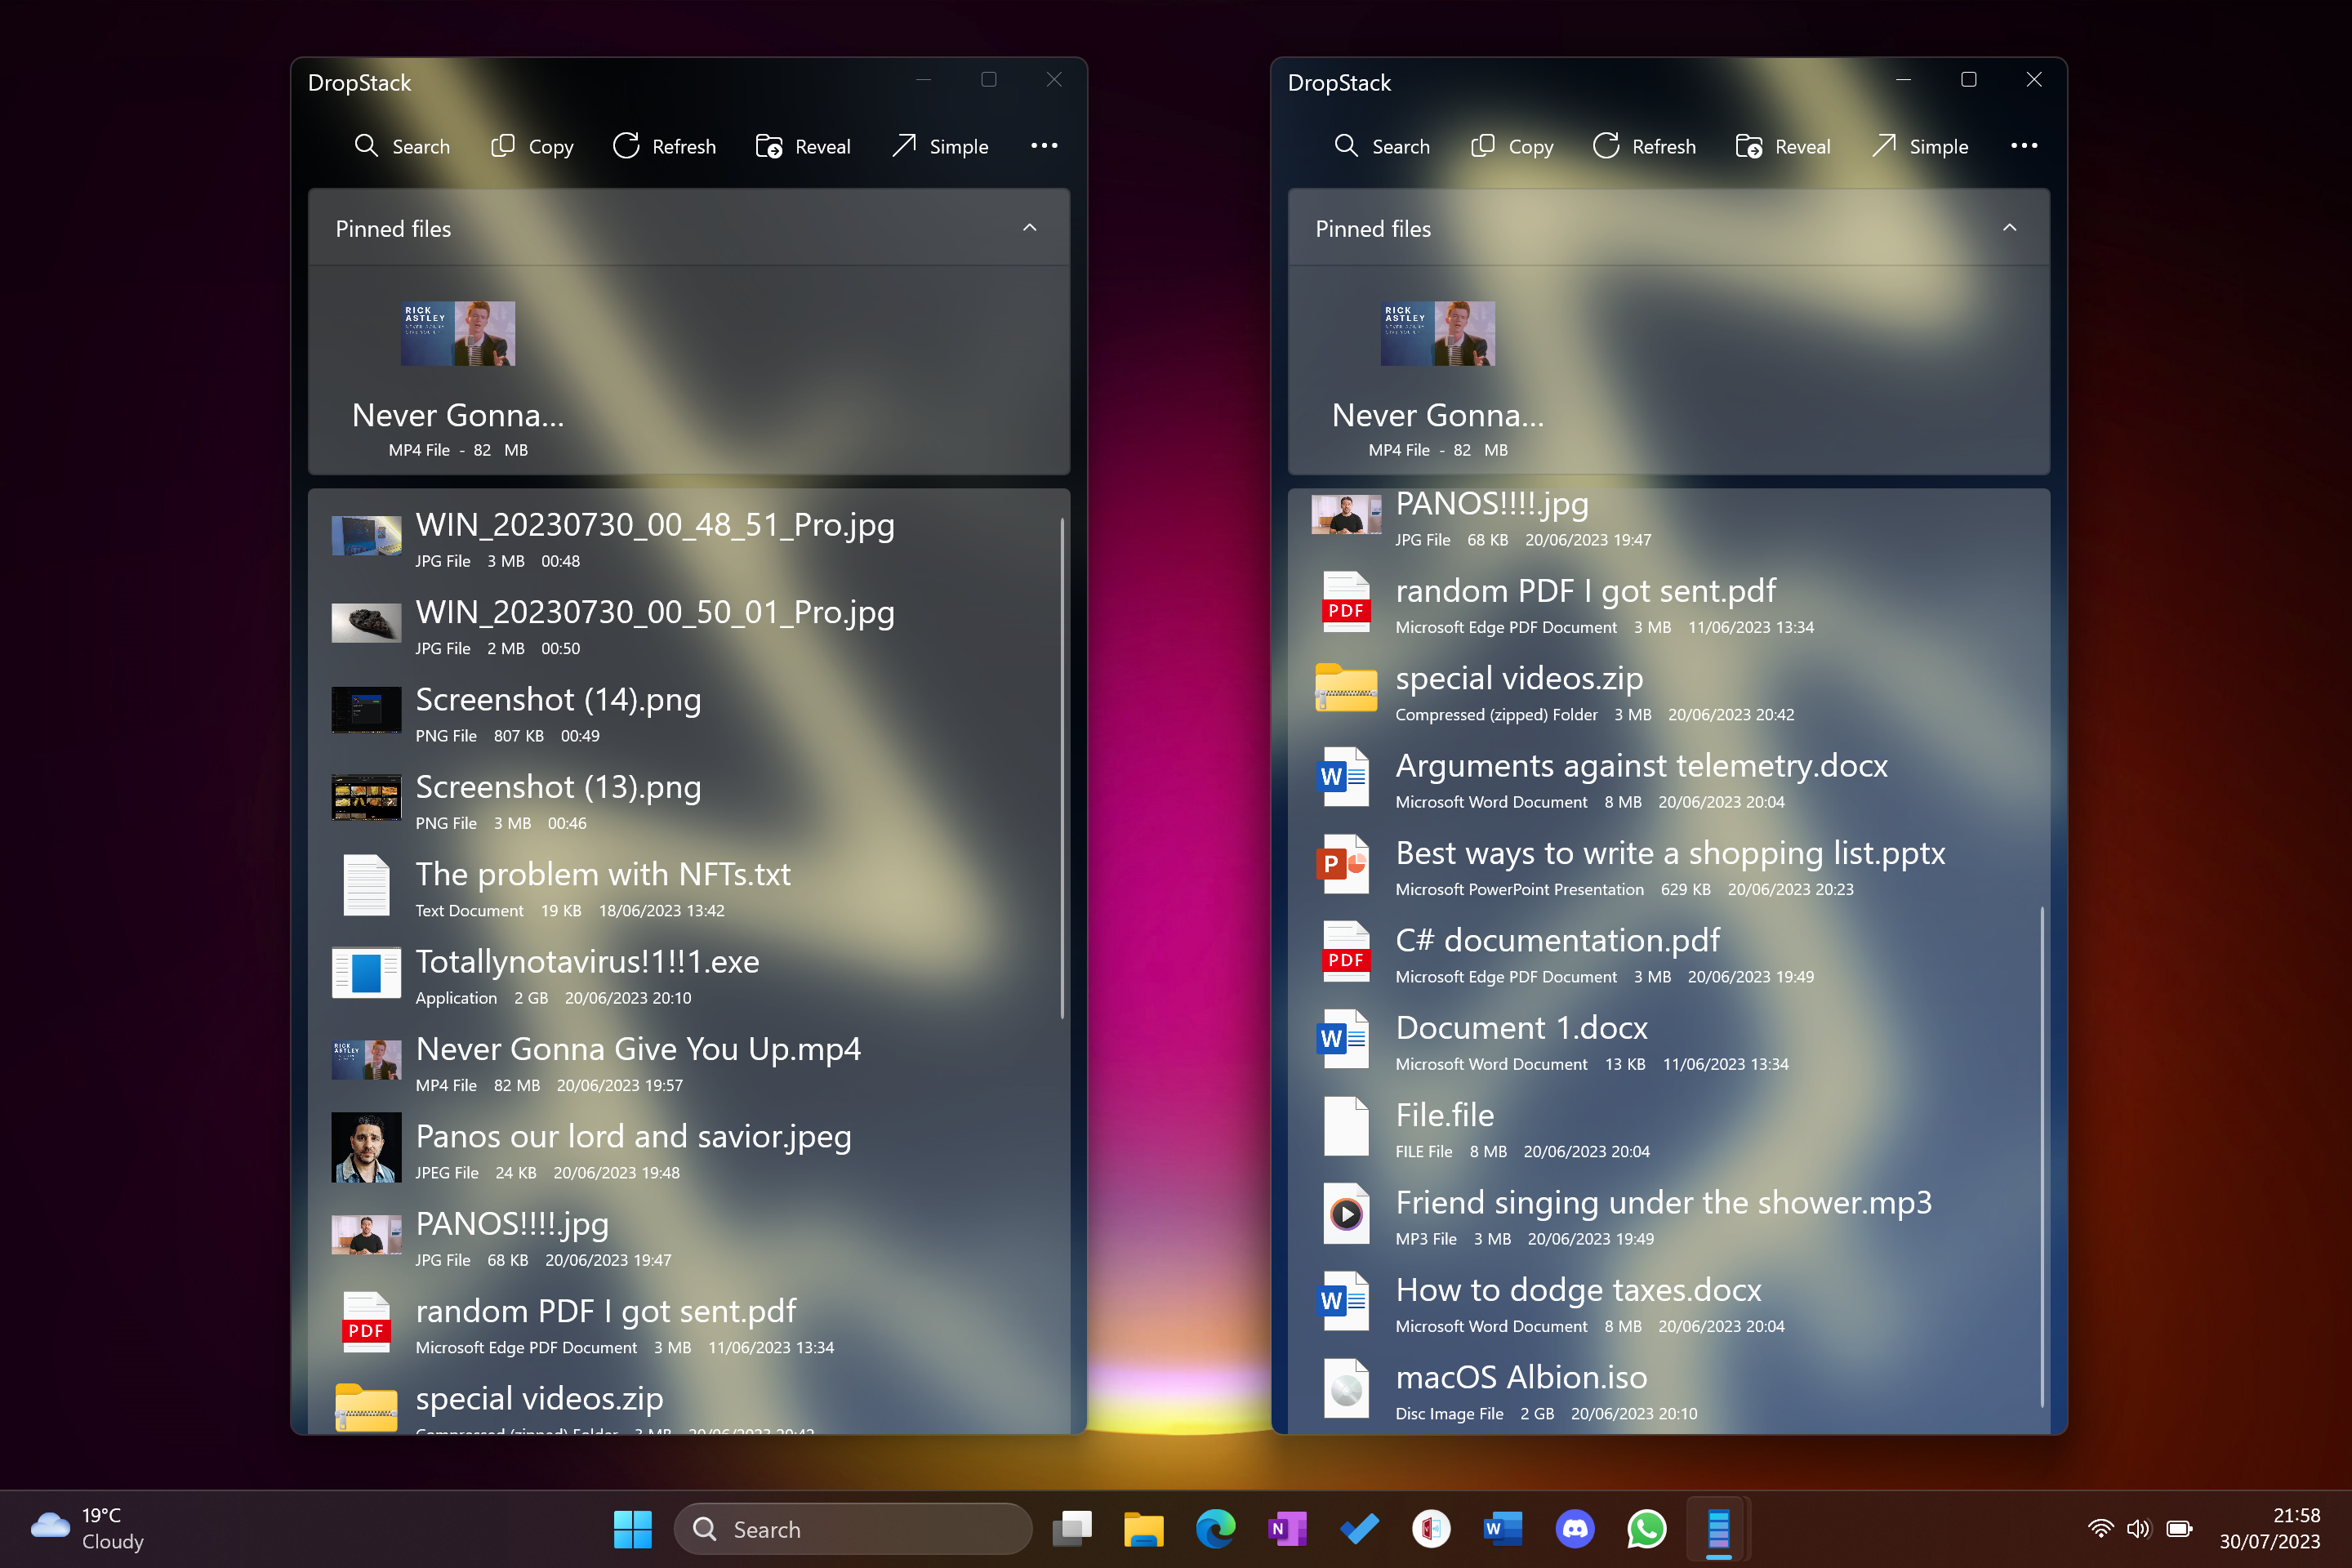 DropStack
Search Copy Refresh Reveal Simple
Pinned files
RICK
ASTLEY
Never Gonna...
MP4 File - 82 MB
WIN_20230730_00_48_51_Pro.jpg
JPG File 3 MB 00:48
WIN_20230730_00_50_01_Pro.jpg
JPG File 2 MB 00:50
Screenshot (14).png
PNG File 807 KB 00:49
Screenshot (13).png
PNG File 3 MB 00:46
The problem with NFTs.txt
Text Document 19 KB 18/06/2023 13:42
Totallynotavirus!1!!1.exe
Application 2 GB 20/06/2023 20:10
Never Gonna Give You Up.mp4
MP4 File 82 MB 20/06/2023 19:57
Panos our lord and savior.jpeg
JPEG File 24 KB 20/06/2023 19:48
PANOS!!!!.jpg
JPG File 68 KB 20/06/2023 19:47
PDF
random PDF I got sent.pdf
Microsoft Edge PDF Document 3 MB 11/06/2023 13:34
special videos.zip
Compressed (zipped) Folder 3 MB 20/06/2023 20:42
DropStack
Search Copy Refresh Reveal Simple
Pinned files
RICK
ASTLEY
Never Gonna...
MP4 File - 82 MB
PANOS!!!!.jpg
JPG File 68 KB 20/06/2023 19:47
PDF
random PDF I got sent.pdf
Microsoft Edge PDF Document 3 MB 11/06/2023 13:34
special videos.zip
Compressed (zipped) Folder 3 MB 20/06/2023 20:42
W
Arguments against telemetry.docx
Microsoft Word Document 8 MB 20/06/2023 20:04
P
Best ways to write a shopping list.pptx
Microsoft PowerPoint Presentation 629 KB 20/06/2023 20:23
PDF
C# documentation.pdf
Microsoft Edge PDF Document 3 MB 20/06/2023 19:49
W
Document 1.docx
Microsoft Word Document 13 KB 11/06/2023 13:34
File.file
FILE File 8 MB 20/06/2023 20:04
Friend singing under the shower.mp3
MP3 File 3 MB 20/06/2023 19:49
W
How to dodge taxes.docx
Microsoft Word Document 8 MB 20/06/2023 20:04
macOS Albion.iso
Disc Image File 2 GB 20/06/2023 20:10
19°C
Cloudy
Search
N
W
21:58
30/07/2023